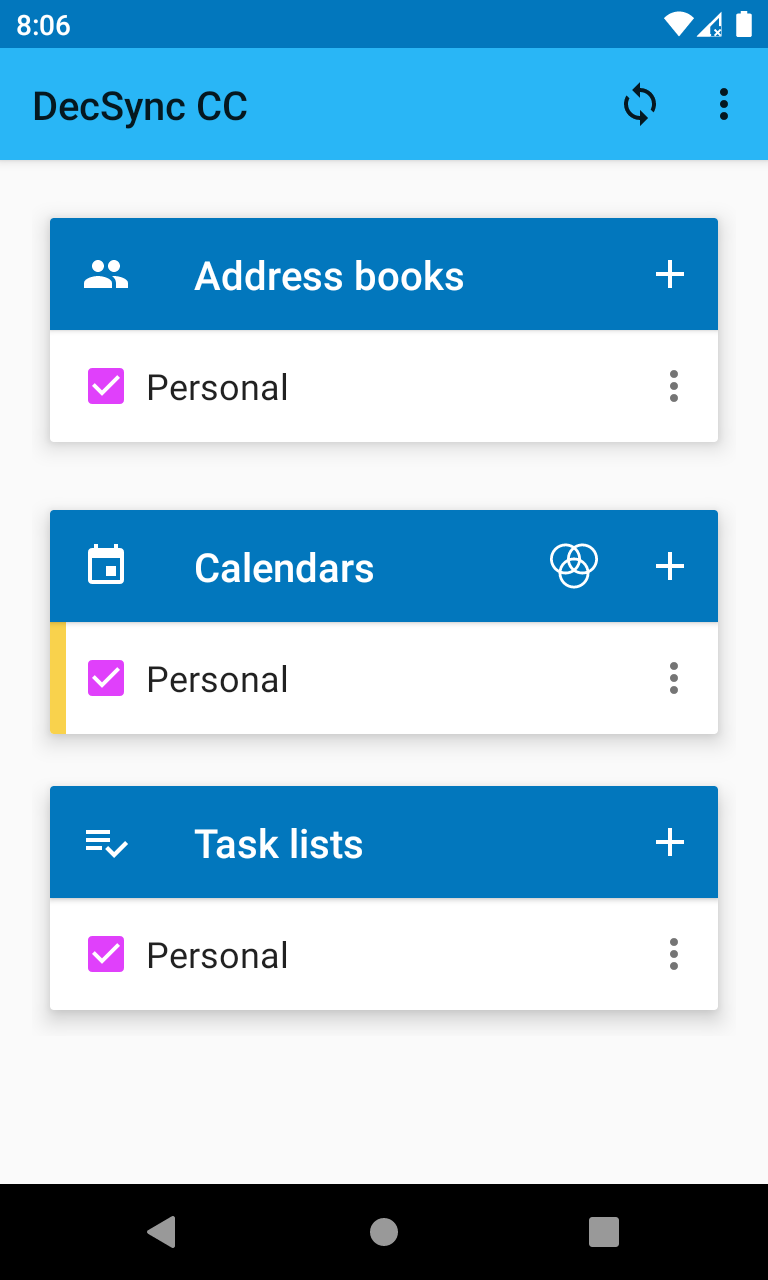 8:06
DecSync CC
Address books
Personal
Calendars
Personal
Task lists
Personal